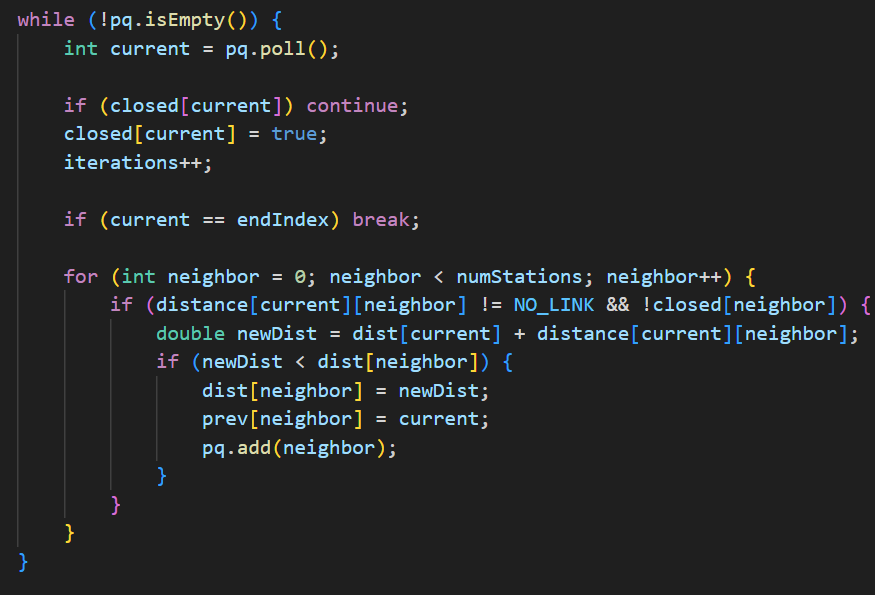 while (!pq.isEmpty()) {
    int current = pq.poll();

    if (closed[current]) continue;
    closed[current] = true;
    iterations++;

    if (current == endIndex) break;

    for (int neighbor = 0; neighbor < numStations; neighbor++) {
        if (distance[current][neighbor] != NO_LINK && !closed[neighbor]) {
            double newDist = dist[current] + distance[current][neighbor];
            if (newDist < dist[neighbor]) {
                dist[neighbor] = newDist;
                prev[neighbor] = current;
                pq.add(neighbor);
            }
        }
    }
}